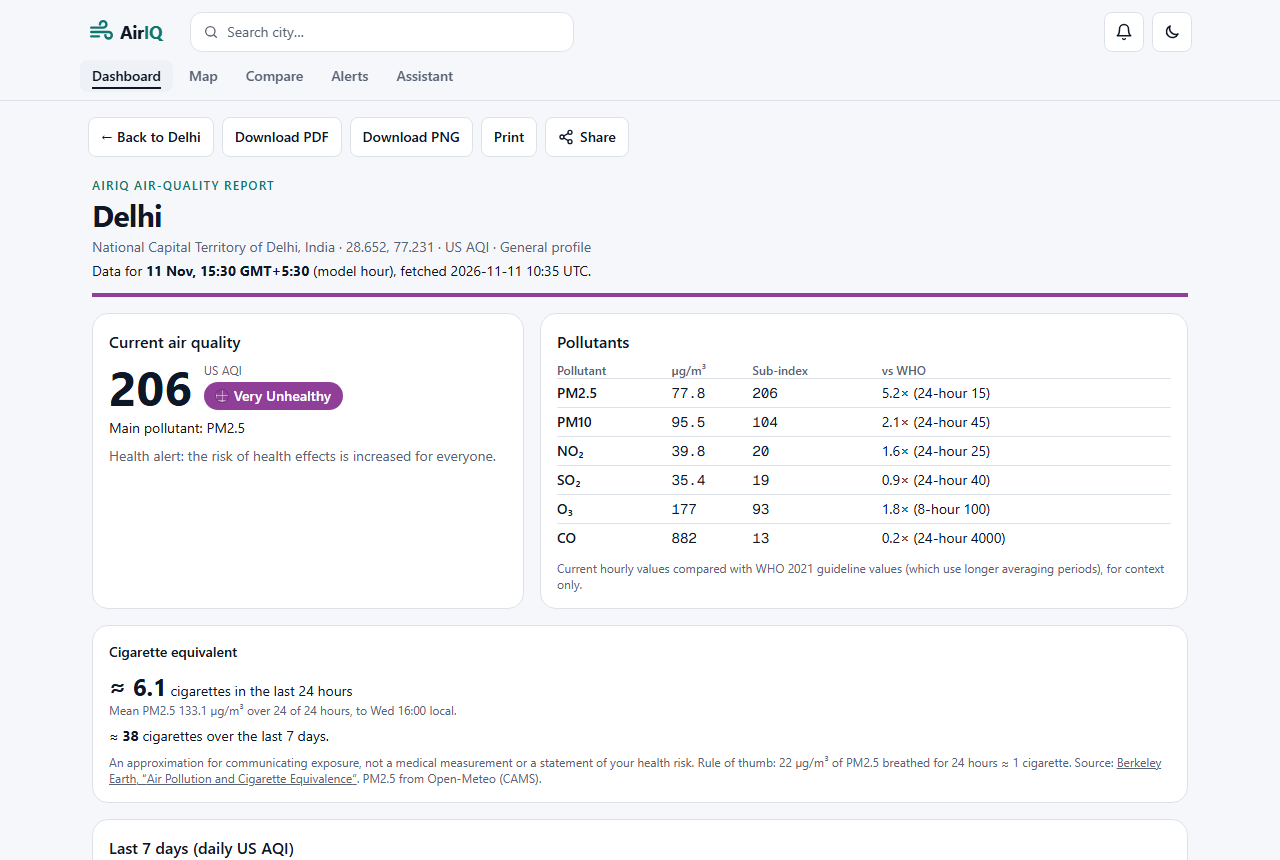 AirIQ
Search city...
Dashboard Map Compare Alerts Assistant
← Back to Delhi Download PDF Download PNG Print Share
AIRIQ AIR-QUALITY REPORT
Delhi
National Capital Territory of Delhi, India · 28.652, 77.231 · US AQI · General profile
Data for 11 Nov, 15:30 GMT+5:30 (model hour), fetched 2026-11-11 10:35 UTC.
Current air quality
206 US AQI
Very Unhealthy
Main pollutant: PM2.5
Health alert: the risk of health effects is increased for everyone.
Pollutants
Pollutant µg/m³ Sub-index vs WHO
PM2.5 77.8 206 5.2× (24-hour 15)
PM10 95.5 104 2.1× (24-hour 45)
NO₂ 39.8 20 1.6× (24-hour 25)
SO₂ 35.4 19 0.9× (24-hour 40)
O₃ 177 93 1.8× (8-hour 100)
CO 882 13 0.2× (24-hour 4000)
Current hourly values compared with WHO 2021 guideline values (which use longer averaging periods), for context
only.
Cigarette equivalent
≈ 6.1 cigarettes in the last 24 hours
Mean PM2.5 133.1 µg/m³ over 24 of 24 hours, to Wed 16:00 local.
≈ 38 cigarettes over the last 7 days.
An approximation for communicating exposure, not a medical measurement or a statement of your health risk. Rule of thumb: 22 µg/m³ of PM2.5 breathed for 24 hours ≈ 1 cigarette. Source: Berkeley
Earth, “Air Pollution and Cigarette Equivalence”. PM2.5 from Open-Meteo (CAMS).
Last 7 days (daily US AQI)